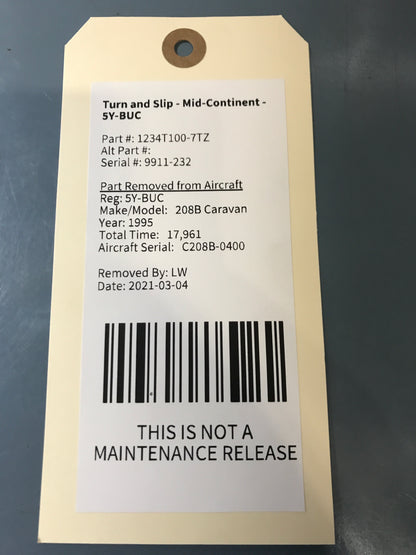 Turn and Slip - Mid-Continent -
5Y-BUC
Part #: 1234T100-7TZ
Alt Part #:
Serial #: 9911-232
Part Removed from Aircraft
Reg: 5Y-BUC
Make/Model: 208B Caravan
Year: 1995
Total Time: 17,961
Aircraft Serial: C208B-0400
Removed By: LW
Date: 2021-03-04
THIS IS NOT A
MAINTENANCE RELEASE